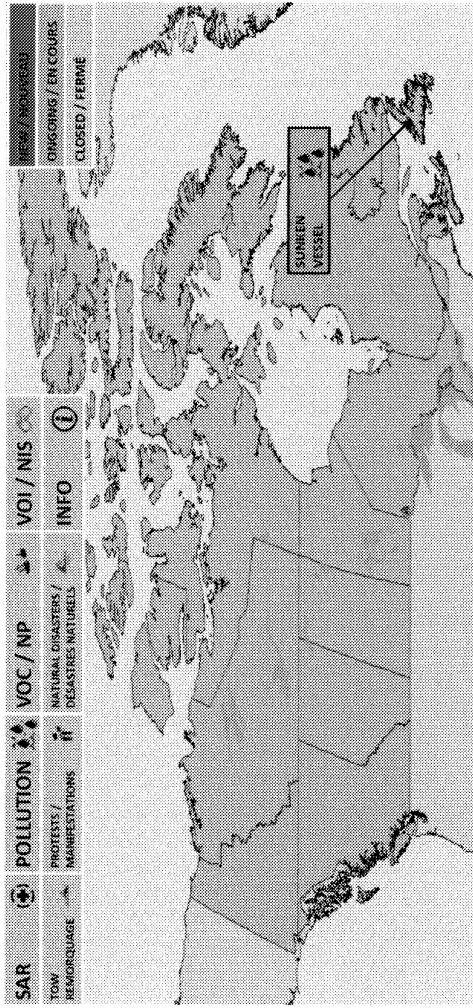 SAR
POLLUTION
VOC / NP
VOI / NIS
TOW
REMORQUAGE
PROTESTS /
MANIFESTATIONS
NATURAL DISASTERS /
DÉSASTRES NATURELS
INFO
NEW / NOUVEAU
ONGOING / EN COURS
CLOSED / FERMÉ
SUNKEN
VESSEL